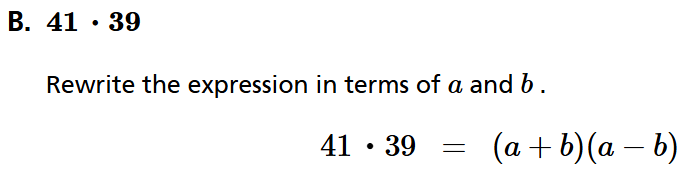 B. 41 · 39
Rewrite the expression in terms of a and b .
41 · 39 = (a + b)(a − b)